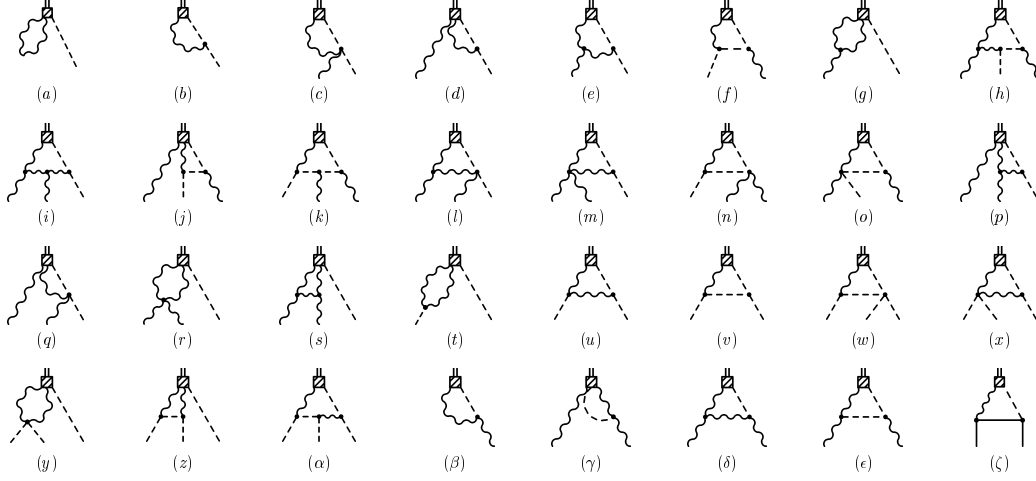 (a) (b) (c) (d) (e) (f) (g) (h)
(i) (j) (k) (l) (m) (n) (o) (p)
(q) (r) (s) (t) (u) (v) (w) (x)
(y) (z) (α) (β) (γ) (δ) (ϵ) (ζ)